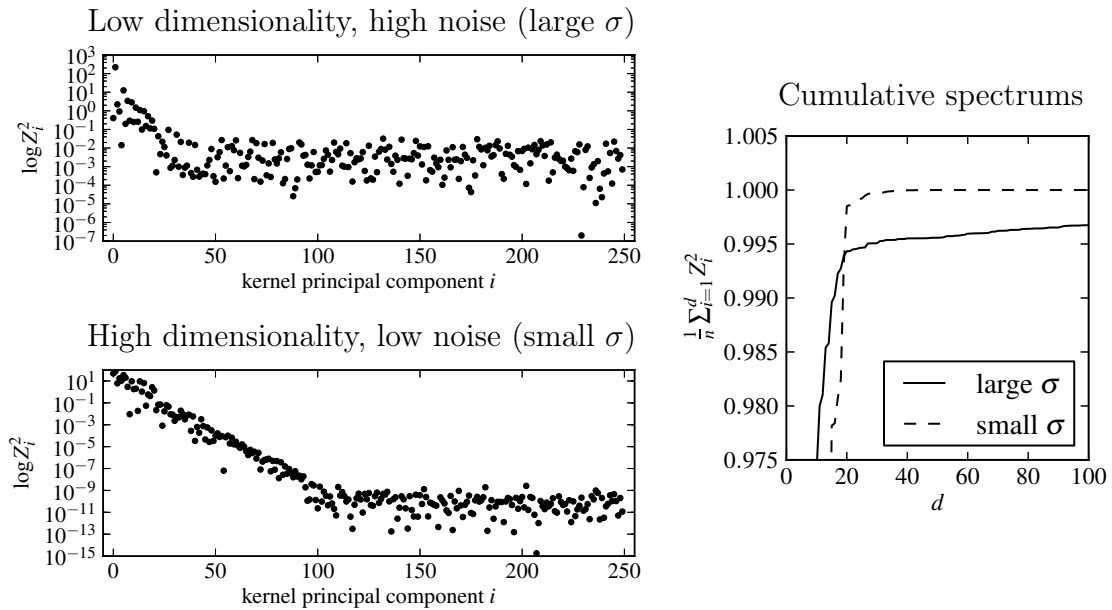 Low dimensionality, high noise (large σ)
10³
10²
10¹
10⁰
10⁻¹
10⁻²
10⁻³
10⁻⁴
10⁻⁵
10⁻⁶
10⁻⁷
log Z_i²
0 50 100 150 200 250
kernel principal component i
High dimensionality, low noise (small σ)
10¹
10⁻¹
10⁻³
10⁻⁵
10⁻⁷
10⁻⁹
10⁻¹¹
10⁻¹³
10⁻¹⁵
log Z_i²
0 50 100 150 200 250
kernel principal component i
Cumulative spectrums
1.005
1.000
0.995
0.990
0.985
0.980
0.975
1/n Σ_{i=1}^d Z_i²
large σ
small σ
0 20 40 60 80 100
d